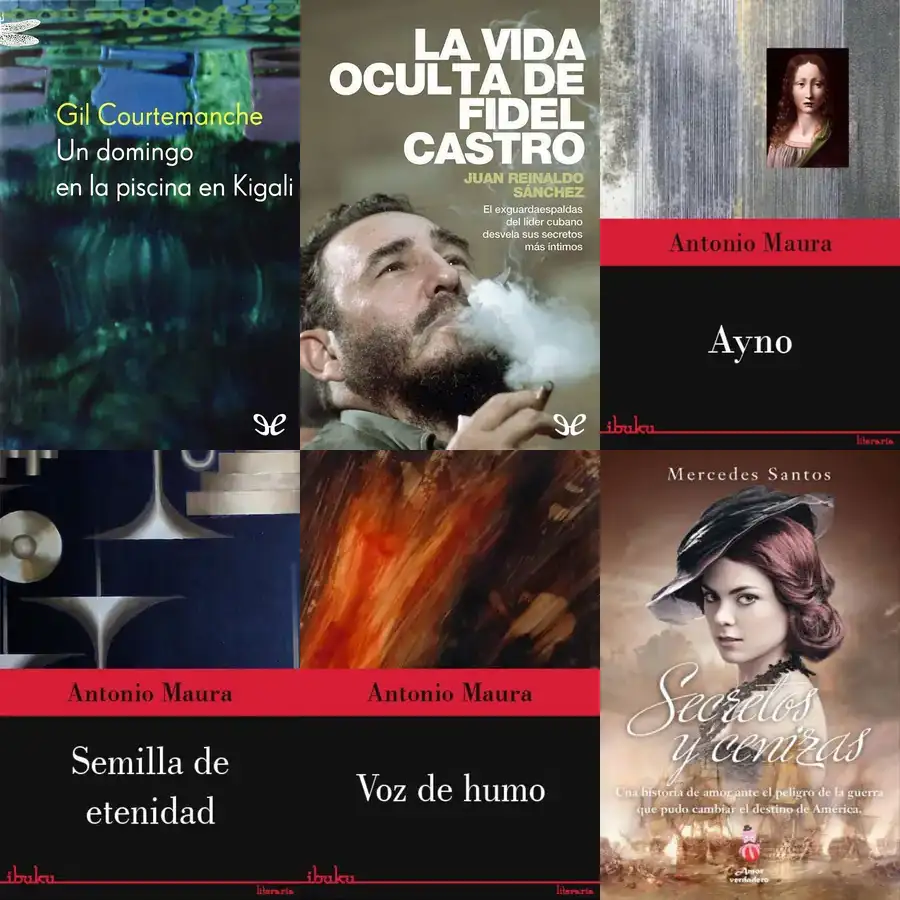 Gil Courtemanche
Un domingo
en la piscina en Kigali
LA VIDA
OCULTA DE
FIDEL
CASTRO
JUAN REINALDO
SÁNCHEZ
El exguardaespaldas
del líder cubano
desvela sus secretos
más íntimos
Antonio Maura
Ayno
ibuku
literaria
Antonio Maura
Semilla de
etenidad
ibuku
literaria
Antonio Maura
Voz de humo
ibuku
literaria
Mercedes Santos
Secretos
y cenizas
Una historia de amor ante el peligro de la guerra
que pudo cambiar el destino de América.
Amor
verdadero